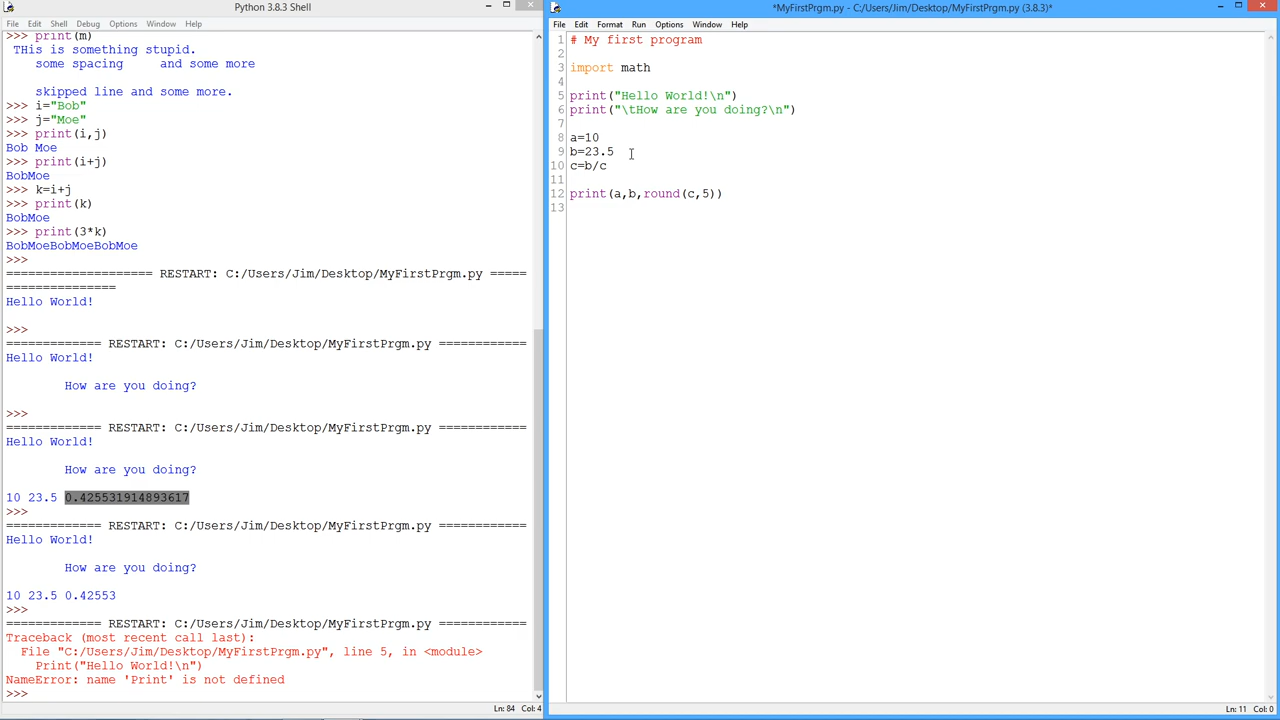 Python 3.8.3 Shell
File Edit Shell Debug Options Window Help
>>> print(m)
THis is something stupid.
some spacing     and some more
skipped line and some more.
>>> i="Bob"
>>> j="Moe"
>>> print(i,j)
Bob Moe
>>> print(i+j)
BobMoe
>>> k=i+j
>>> print(k)
BobMoe
>>> print(3*k)
BobMoeBobMoeBobMoe
>>>
==================== RESTART: C:/Users/Jim/Desktop/MyFirstPrgm.py =====
===============
Hello World!
>>>
============= RESTART: C:/Users/Jim/Desktop/MyFirstPrgm.py ============
Hello World!
How are you doing?
>>>
============= RESTART: C:/Users/Jim/Desktop/MyFirstPrgm.py ============
Hello World!
How are you doing?
10 23.5 0.425531914893617
>>>
============= RESTART: C:/Users/Jim/Desktop/MyFirstPrgm.py ============
Hello World!
How are you doing?
10 23.5 0.42553
>>>
============= RESTART: C:/Users/Jim/Desktop/MyFirstPrgm.py ============
Traceback (most recent call last):
File "C:/Users/Jim/Desktop/MyFirstPrgm.py", line 5, in <module>
Print("Hello World!\n")
NameError: name 'Print' is not defined
>>>
Ln: 84 Col: 4
*MyFirstPrgm.py - C:/Users/Jim/Desktop/MyFirstPrgm.py (3.8.3)*
File Edit Format Run Options Window Help
1 # My first program
2
3 import math
4
5 print("Hello World!\n")
6 print("\tHow are you doing?\n")
7
8 a=10
9 b=23.5
10 c=b/c
11
12 print(a,b,round(c,5))
13
Ln: 11 Col: 0